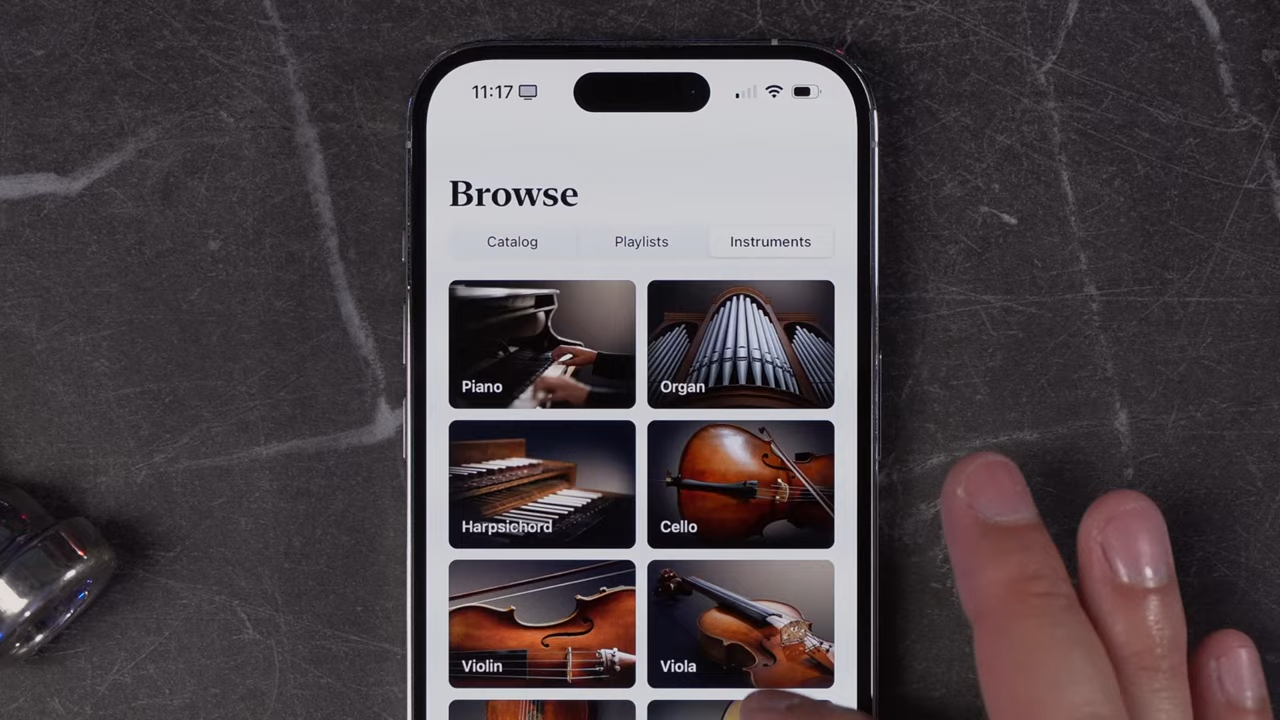 11:17
Browse
Catalog Playlists Instruments
Piano Organ
Harpsichord Cello
Violin Viola